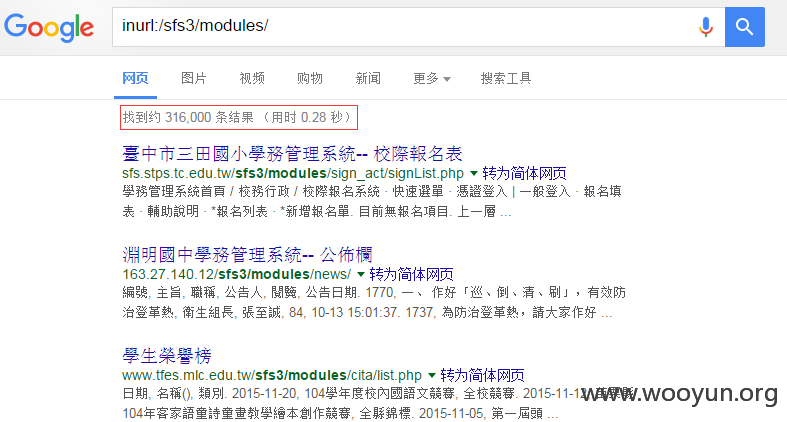 Google inurl:/sfs3/modules/
网页 图片 视频 购物 新闻 更多 搜索工具
找到约 316,000 条结果 （用时 0.28 秒）
臺中市三田國小學務管理系統-- 校際報名表
sfs.stps.tc.edu.tw/sfs3/modules/sign_act/signList.php 转为简体网页
學務管理系統首頁 / 校務行政 / 校際報名系統 · 快速選單 · 憑證登入 | 一般登入 · 報名填
表 · 輔助說明 · *報名列表 · *新增報名單. 目前無報名項目. 上一層 ...
淵明國中學務管理系統-- 公佈欄
163.27.140.12/sfs3/modules/news/ 转为简体网页
編號, 主旨, 職稱, 公告人, 閱覽, 公告日期. 1770, 一、 作好「巡、倒、清、刷」，有效防
治登革熱, 衛生組長, 張至誠, 84, 10-13 15:01:37. 1737, 為防治登革熱，請大家作好 ...
學生榮譽榜
www.tfes.mlc.edu.tw/sfs3/modules/cita/list.php 转为简体网页
日期, 名稱(), 類別. 2015-11-20, 104學年度校內國語文競賽, 全校競賽. 2015-11-12,
www.wooyun.org
104年客家語童詩童畫教學繪本創作競賽, 全縣錦標. 2015-11-05, 第一屆頭 ...